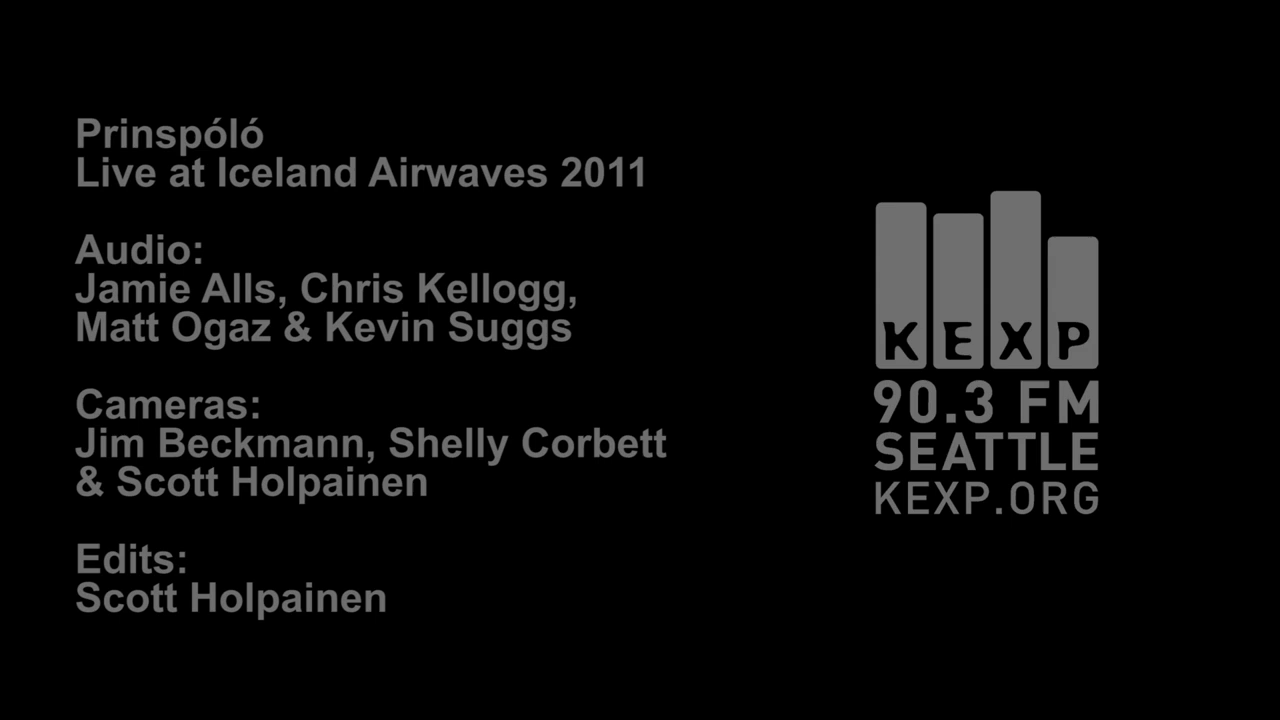 Prinspóló
Live at Iceland Airwaves 2011
Audio:
Jamie Alls, Chris Kellogg,
Matt Ogaz & Kevin Suggs
Cameras:
Jim Beckmann, Shelly Corbett
& Scott Holpainen
Edits:
Scott Holpainen
KEXP
90.3 FM
SEATTLE
KEXP.ORG